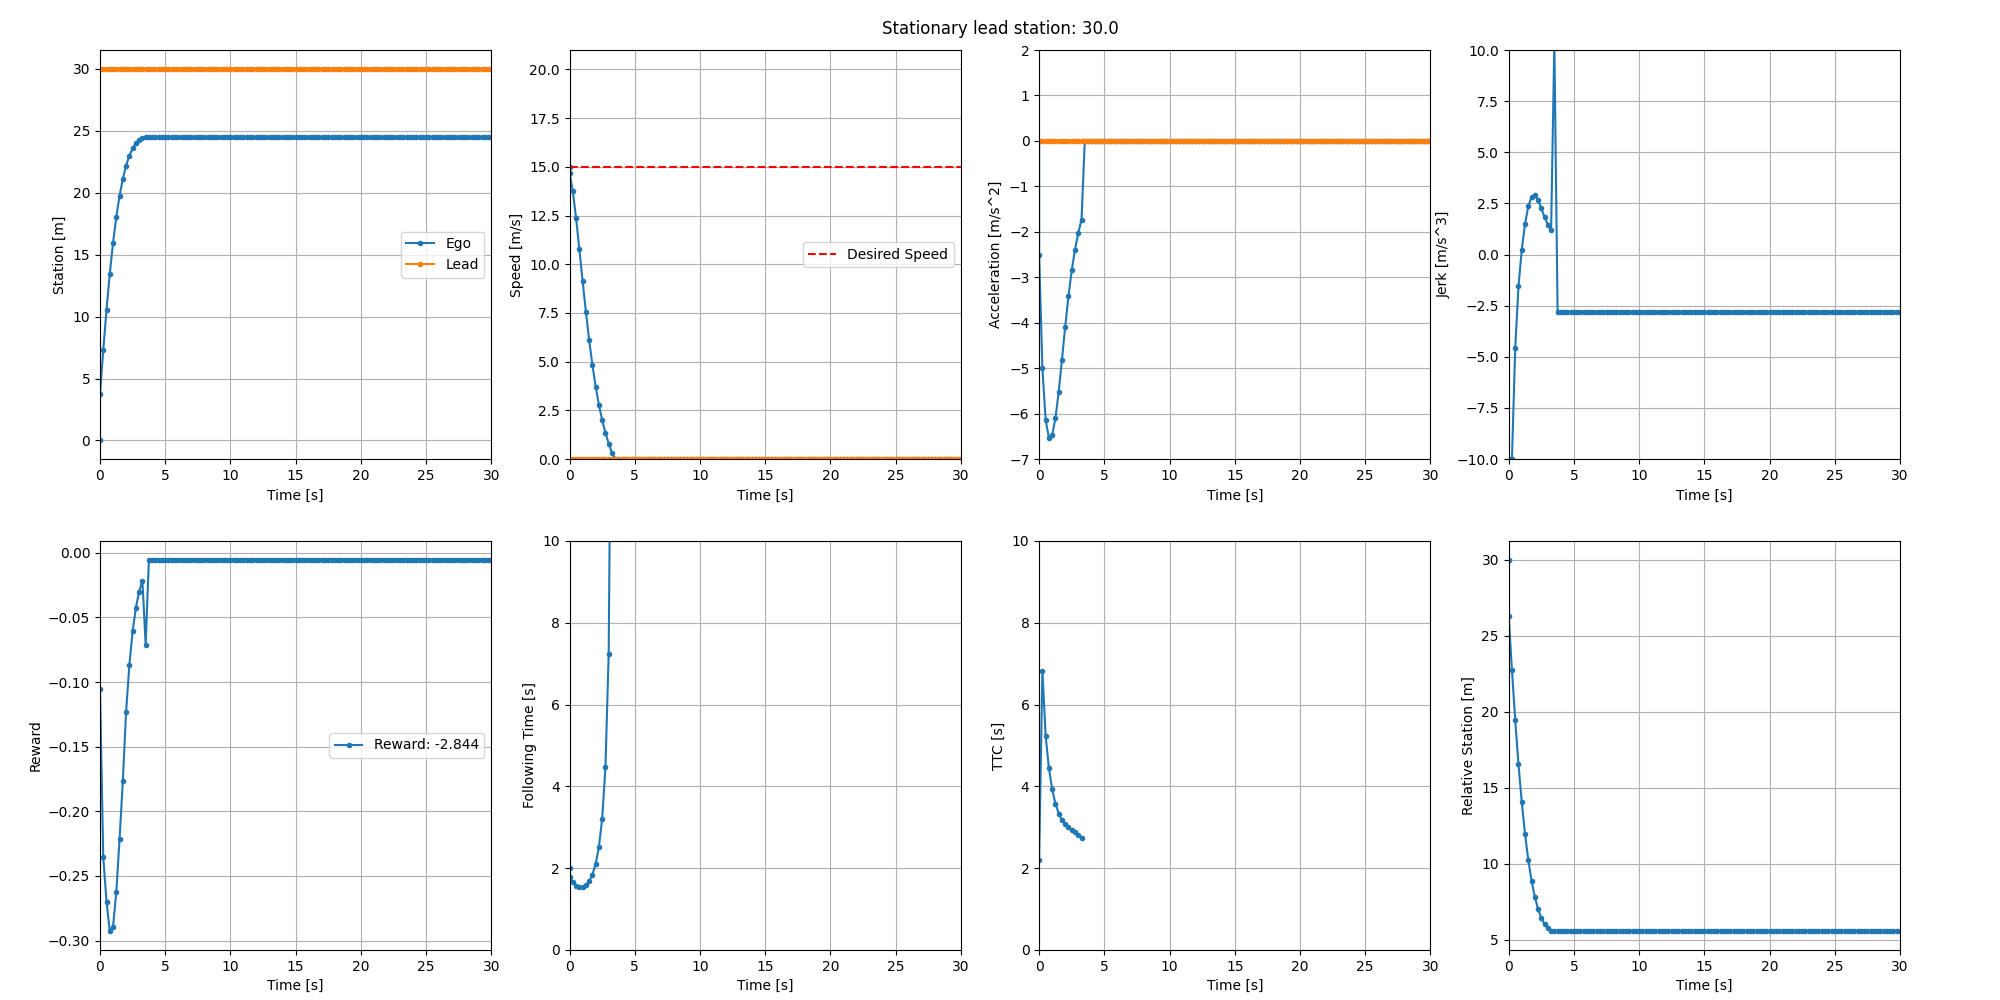 Stationary lead station: 30.0
Station [m]
30
25
20
15
10
5
0
Ego
Lead
0 5 10 15 20 25 30
Time [s]
Speed [m/s]
20.0
17.5
15.0
12.5
10.0
7.5
5.0
2.5
0.0
Desired Speed
0 5 10 15 20 25 30
Time [s]
Acceleration [m/s^2]
2
1
0
−1
−2
−3
−4
−5
−6
−7
0 5 10 15 20 25 30
Time [s]
Jerk [m/s^3]
10.0
7.5
5.0
2.5
0.0
−2.5
−5.0
−7.5
−10.0
0 5 10 15 20 25 30
Time [s]
Reward
0.00
−0.05
−0.10
−0.15
−0.20
−0.25
−0.30
Reward: -2.844
0 5 10 15 20 25 30
Time [s]
Following Time [s]
10
8
6
4
2
0
0 5 10 15 20 25 30
Time [s]
TTC [s]
10
8
6
4
2
0
0 5 10 15 20 25 30
Time [s]
Relative Station [m]
30
25
20
15
10
5
0 5 10 15 20 25 30
Time [s]